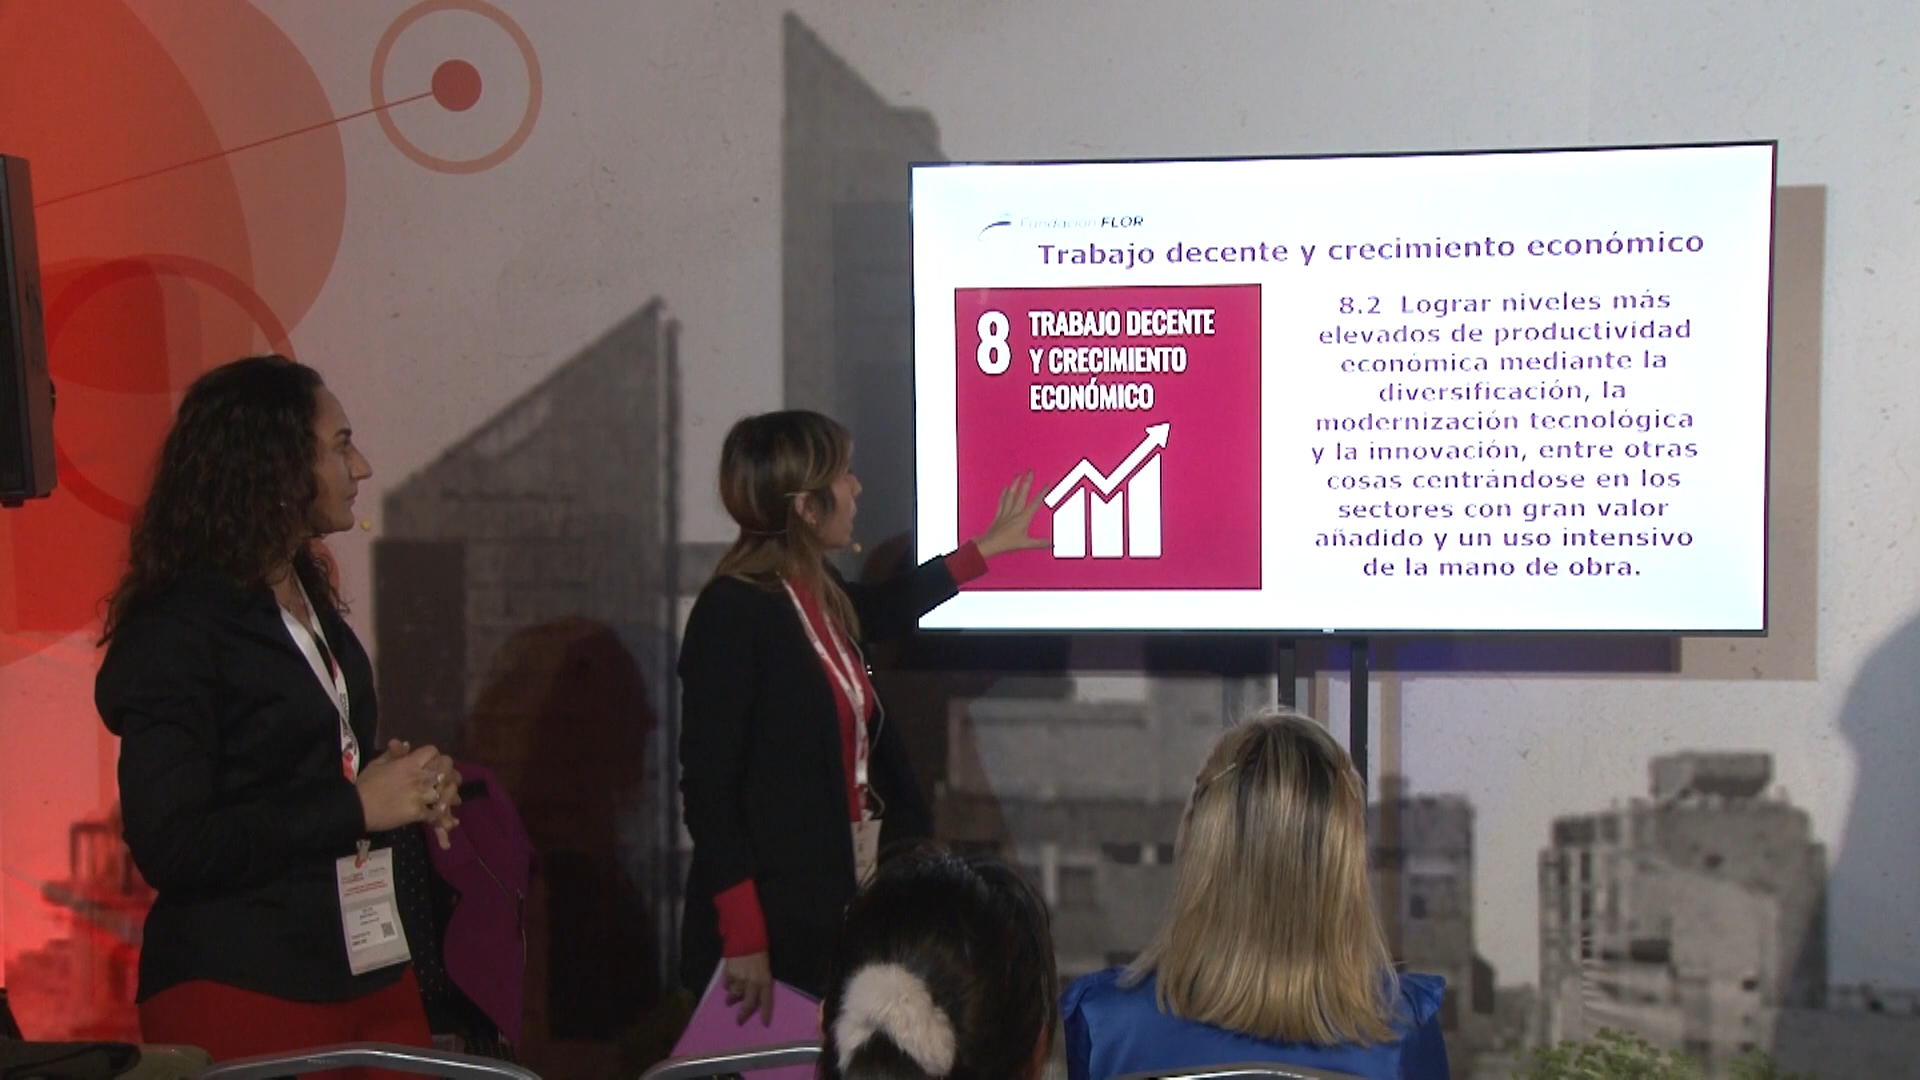 Fundación FLOR
Trabajo decente y crecimiento económico
8 TRABAJO DECENTE
Y CRECIMIENTO
ECONÓMICO
8.2 Lograr niveles más
elevados de productividad
económica mediante la
diversificación, la
modernización tecnológica
y la innovación, entre otras
cosas centrándose en los
sectores con gran valor
añadido y un uso intensivo
de la mano de obra.